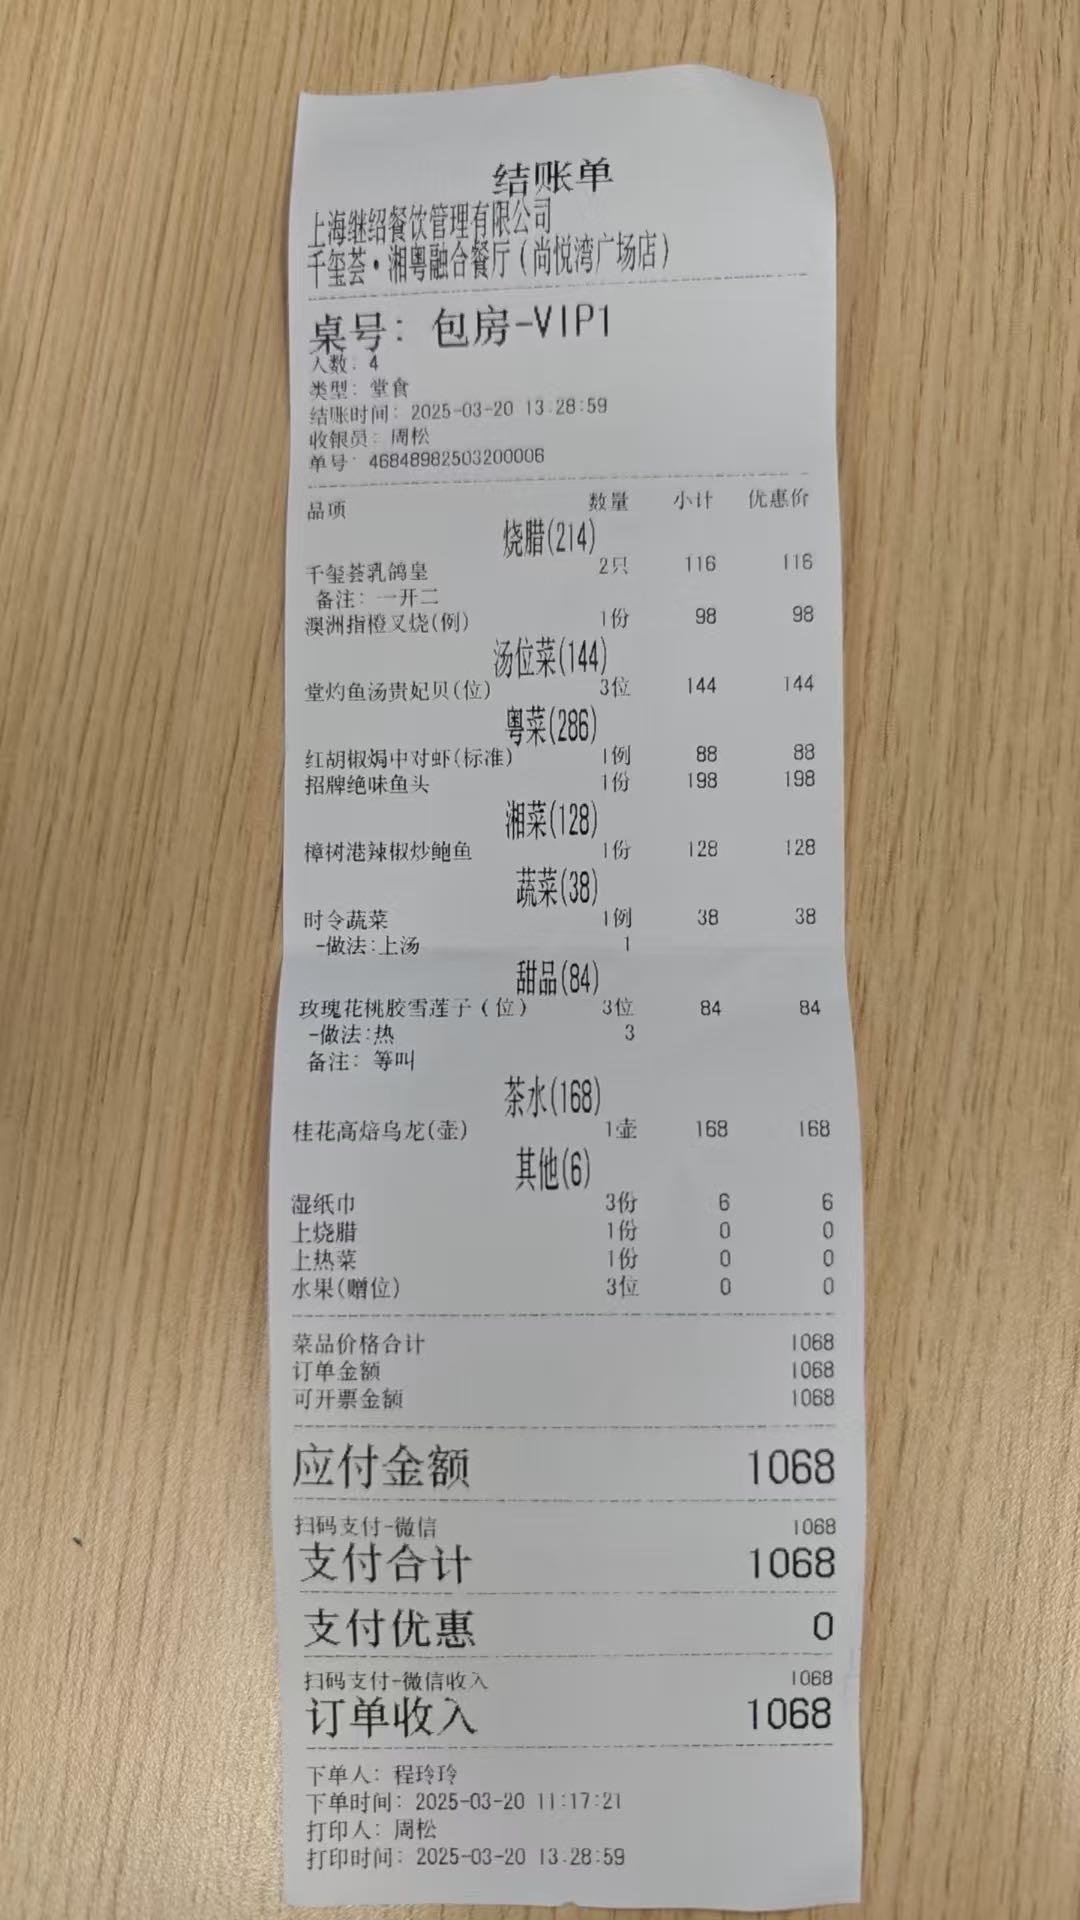 结账单
上海继绍餐饮管理有限公司
千玺荟·湘粤融合餐厅(尚悦湾广场店)
桌号: 包房-VIP1
人数: 4
类型: 堂食
结账时间: 2025-03-20 13:28:59
收银员: 周松
单号: 46848982503200006
品项 数量 小计 优惠价
烧腊(214)
千玺荟乳鸽皇 2只 116 116
备注: 一开二
澳洲指橙叉烧(例) 1份 98 98
汤位菜(144)
堂灼鱼汤贵妃贝(位) 3位 144 144
粤菜(286)
红胡椒焗中对虾(标准) 1例 88 88
招牌绝味鱼头 1份 198 198
湘菜(128)
樟树港辣椒炒鲍鱼 1份 128 128
蔬菜(38)
时令蔬菜 1例 38 38
-做法:上汤 1
甜品(84)
玫瑰花桃胶雪莲子(位) 3位 84 84
-做法:热 3
备注: 等叫
茶水(168)
桂花高焙乌龙(壶) 1壶 168 168
其他(6)
湿纸巾 3份 6 6
上烧腊 1份 0 0
上热菜 1份 0 0
水果(赠位) 3位 0 0
菜品价格合计 1068
订单金额 1068
可开票金额 1068
应付金额 1068
扫码支付-微信 1068
支付合计 1068
支付优惠 0
扫码支付-微信收入 1068
订单收入 1068
下单人: 程玲玲
下单时间: 2025-03-20 11:17:21
打印人: 周松
打印时间: 2025-03-20 13:28:59